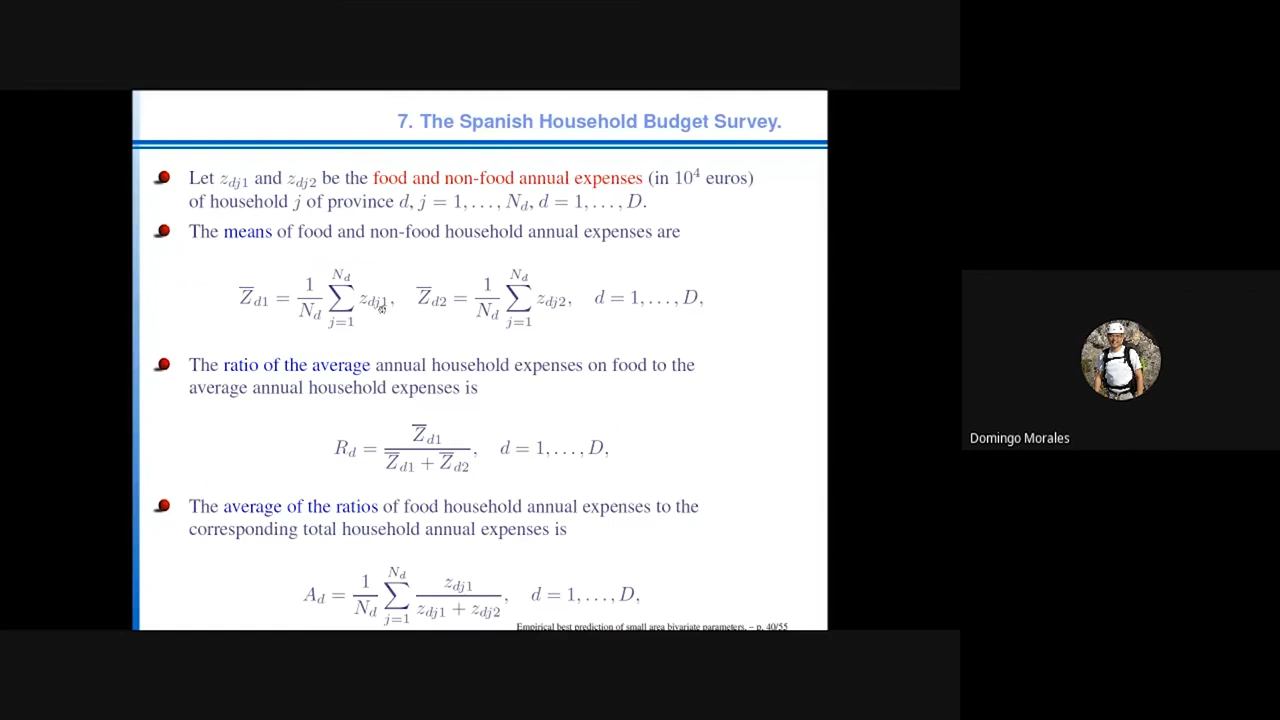 7. The Spanish Household Budget Survey.
Let z_{dj1} and z_{dj2} be the food and non-food annual expenses (in 10^4 euros)
of household j of province d, j = 1, . . . , N_d, d = 1, . . . , D.
The means of food and non-food household annual expenses are
\overline{Z}_{d1} = \frac{1}{N_d} \sum_{j=1}^{N_d} z_{dj1}, \overline{Z}_{d2} = \frac{1}{N_d} \sum_{j=1}^{N_d} z_{dj2}, d = 1, . . . , D,
The ratio of the average annual household expenses on food to the
average annual household expenses is
R_d = \frac{\overline{Z}_{d1}}{\overline{Z}_{d1} + \overline{Z}_{d2}}, d = 1, . . . , D,
The average of the ratios of food household annual expenses to the
corresponding total household annual expenses is
A_d = \frac{1}{N_d} \sum_{j=1}^{N_d} \frac{z_{dj1}}{z_{dj1} + z_{dj2}}, d = 1, . . . , D,
Empirical best prediction of small area bivariate parameters. – p. 40/55
Domingo Morales